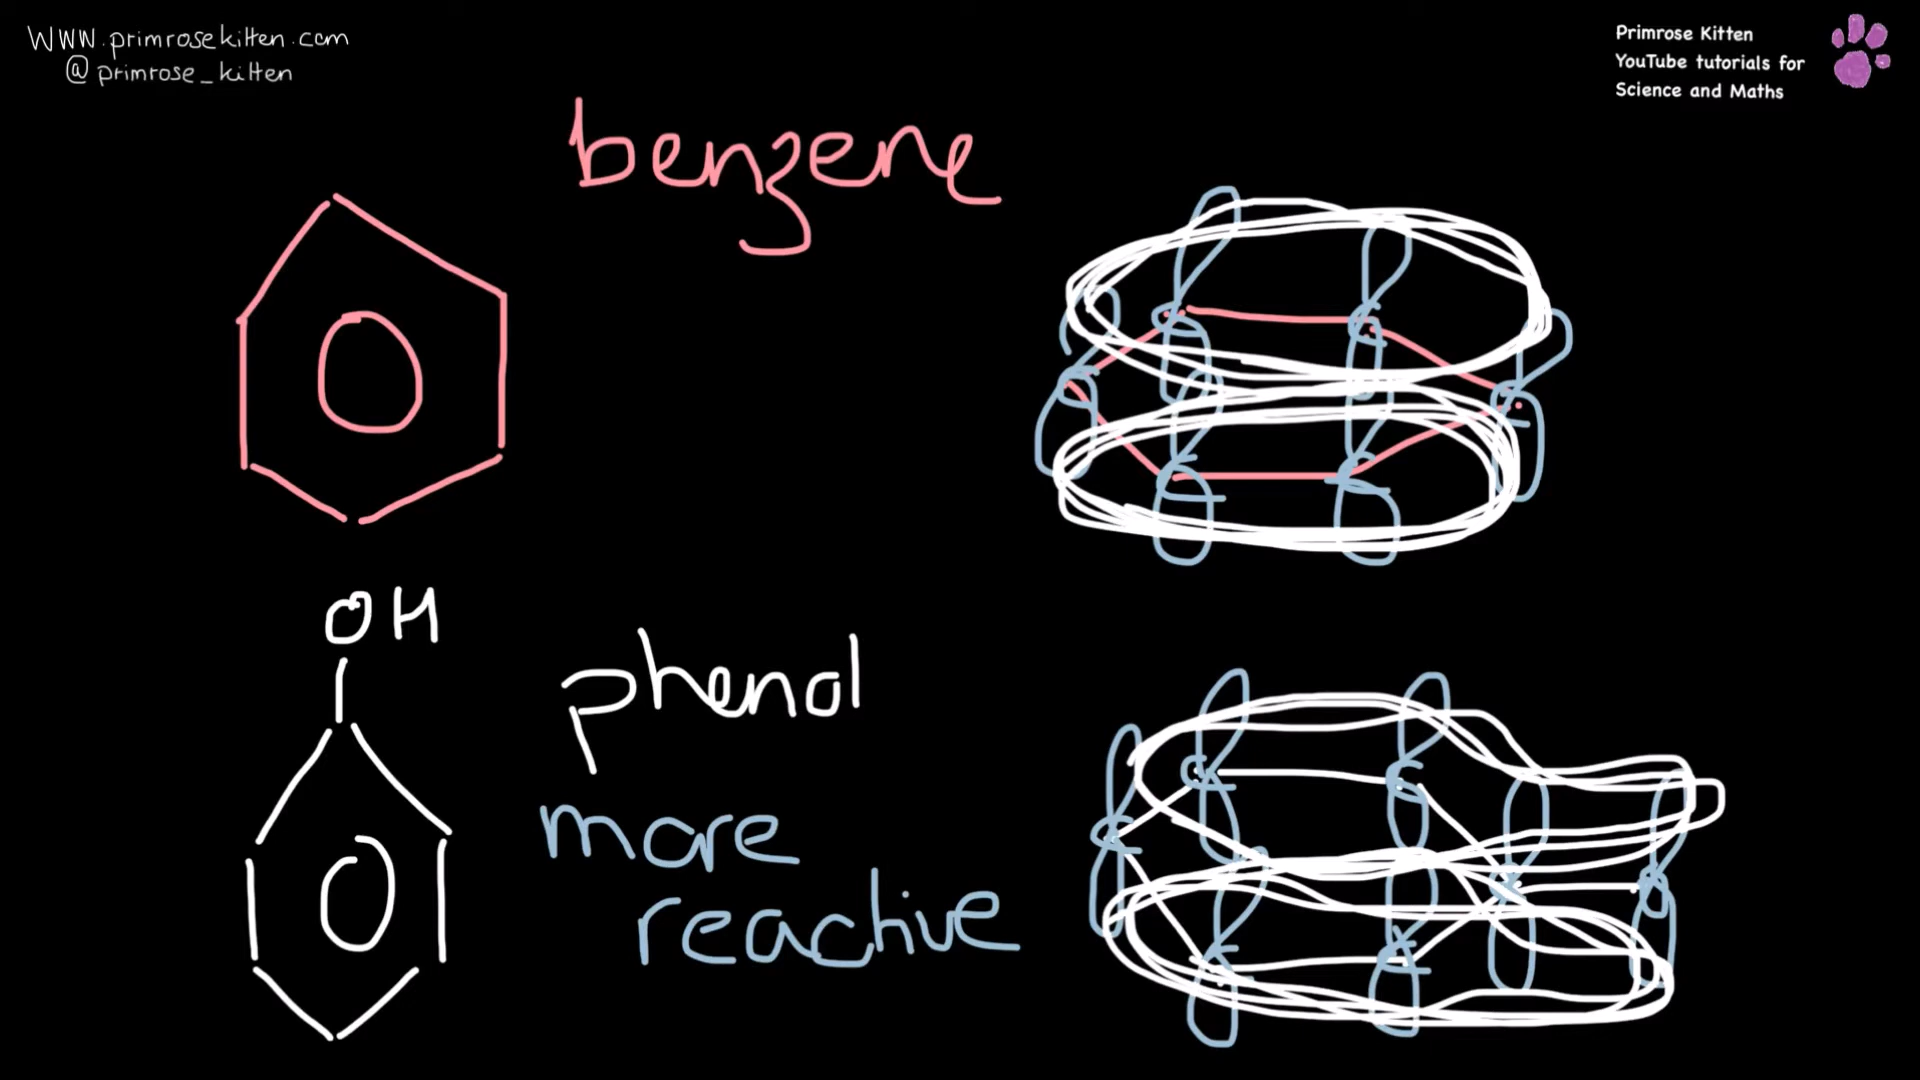 www.primrosekitten.com
@primrose_kitten
Primrose Kitten
YouTube tutorials for
Science and Maths
benzene
OH
phenol
more
reactive